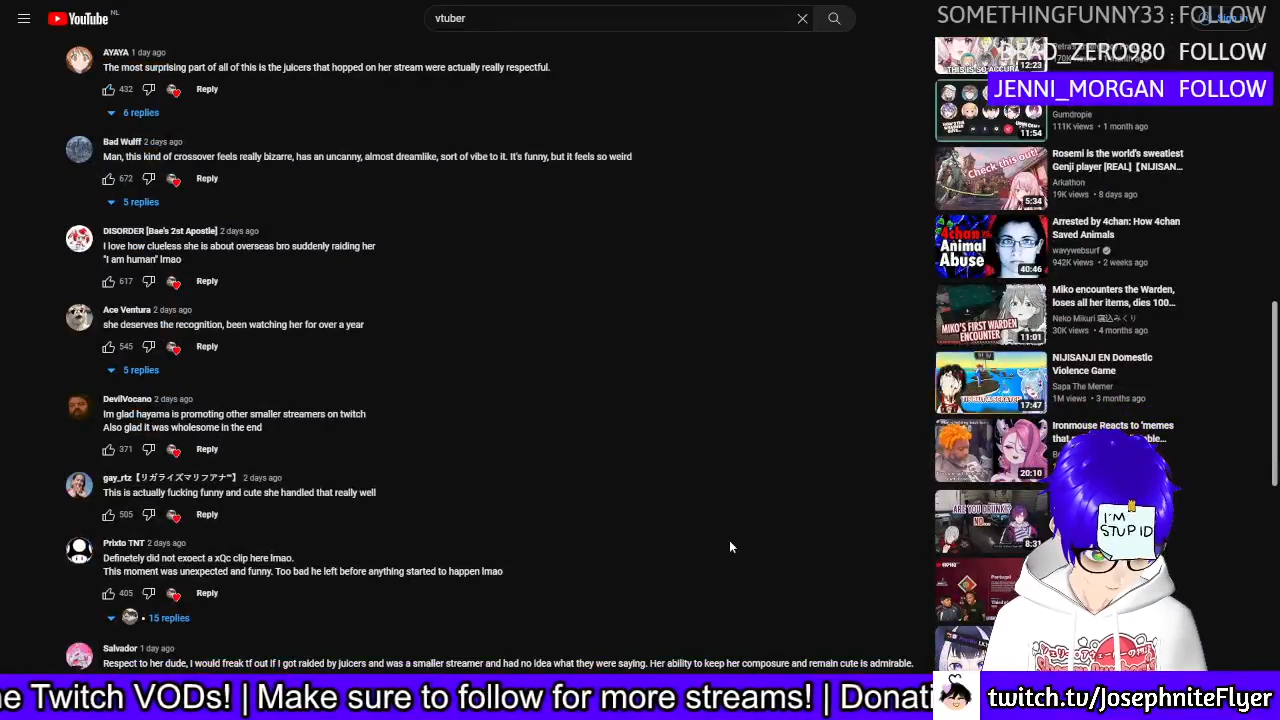 YouTube NL
vtuber
SOMETHINGFUNNY33 FOLLOW
DEAD_ZERO980 FOLLOW
JENNI_MORGAN FOLLOW
AYAYA 1 day ago
The most surprising part of all of this is the juicers that hopped on her stream were actually really respectful.
432 Reply
6 replies
Bad Wulff 2 days ago
Man, this kind of crossover feels really bizarre, has an uncanny, almost dreamlike, sort of vibe to it. It's funny, but it feels so weird
672 Reply
5 replies
DISORDER [Bae's 2st Apostle] 2 days ago
I love how clueless she is about overseas bro suddenly raiding her
"I am human" lmao
617 Reply
Ace Ventura 2 days ago
she deserves the recognition, been watching her for over a year
545 Reply
5 replies
DevilVocano 2 days ago
Im glad hayama is promoting other smaller streamers on twitch
Also glad it was wholesome in the end
371 Reply
gay_rtz【リガライズマリフアナ™】 2 days ago
This is actually fucking funny and cute she handled that really well
505 Reply
Prixto TNT 2 days ago
Definetely did not exoect a xQc clip here lmao.
This moment was unexpected and funny. Too bad he left before anything started to happen lmao
405 Reply
15 replies
Salvador 1 day ago
Respect to her dude, I would freak tf out if I got raided by juicers and was a smaller streamer and had no idea what they were saying. Her ability to keep her composure and remain cute is admirable.
12:23
11:54
Gumdropie
111K views • 1 month ago
Check this out!
5:34
Rosemi is the world's sweatiest
Genji player [REAL]【NIJISAN...
Arkathon
19K views • 8 days ago
4chan vs.
Animal
Abuse
40:46
Arrested by 4chan: How 4chan
Saved Animals
wavywebsurf
942K views • 2 weeks ago
MIKO'S FIRST WARDEN
ENCOUNTER
11:01
Miko encounters the Warden,
loses all her items, dies 100...
30K views • 4 months ago
17:47
NIJISANJI EN Domestic
Violence Game
Sapa The Memer
1M views • 3 months ago
20:10
Ironmouse Reacts to 'memes
ARE YOU DRUNK!?
NO...
8:31
Portugal
I'M
STUPID
e Twitch VODs! | Make sure to follow for more streams! | Donati
twitch.tv/JosephniteFlyer